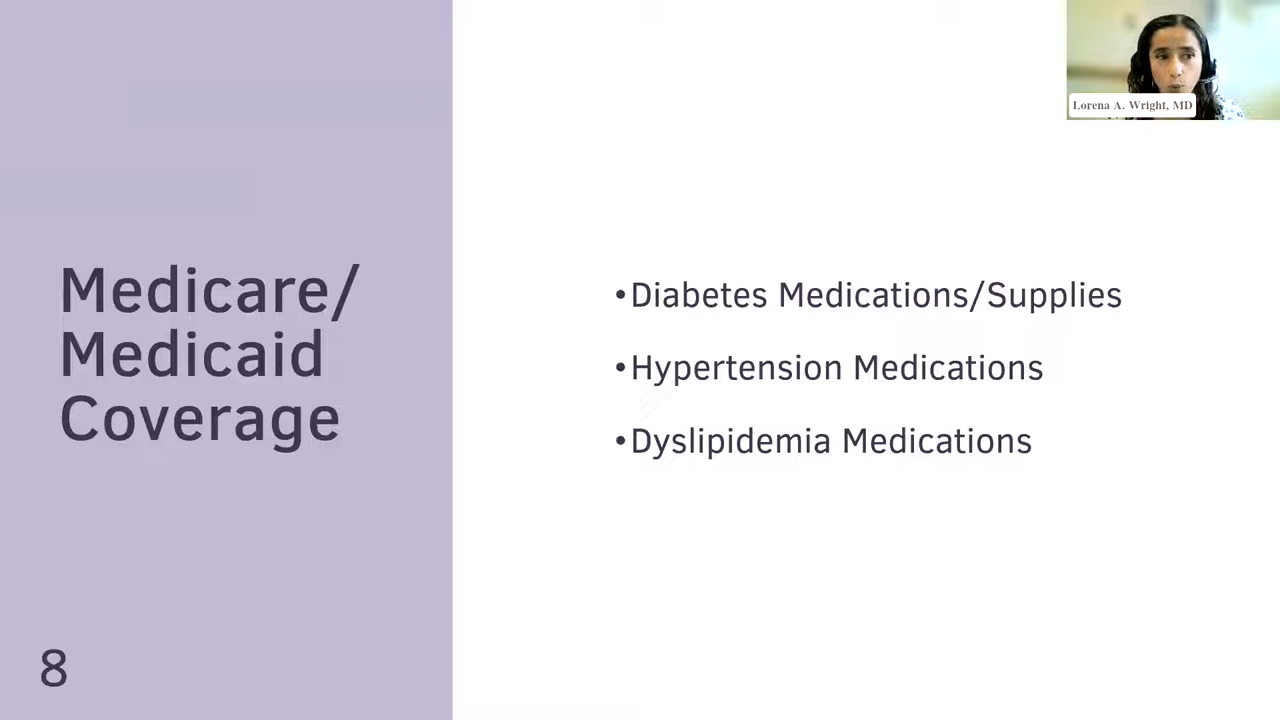 Lorena A. Wright, MD
Medicare/
Medicaid
Coverage
•Diabetes Medications/Supplies
•Hypertension Medications
•Dyslipidemia Medications
8